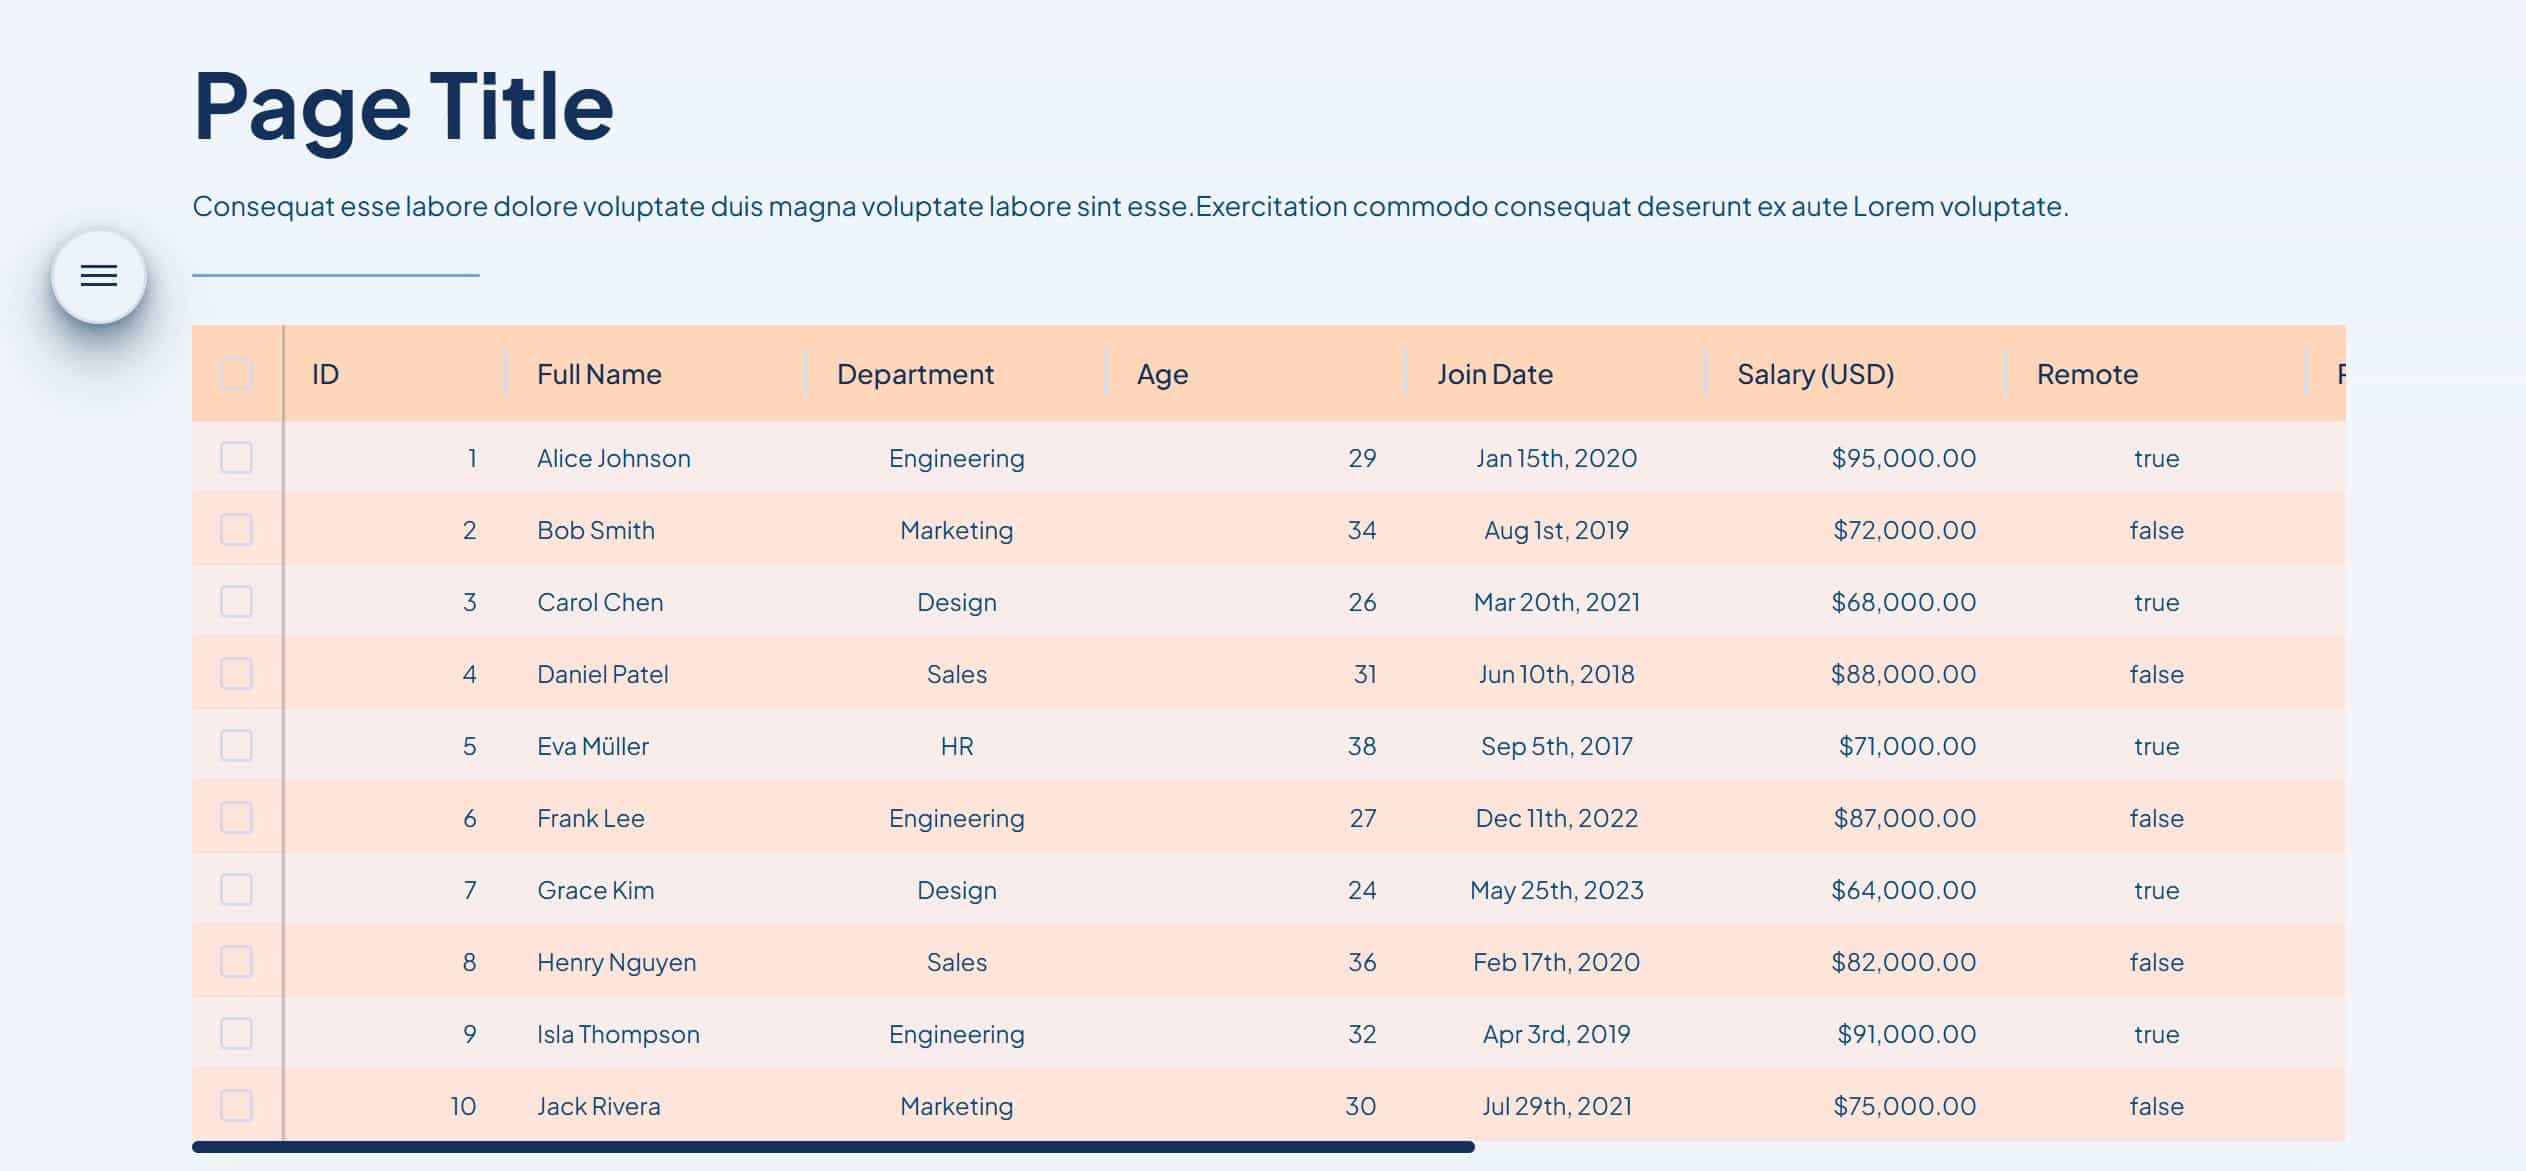 Page Title
Consequat esse labore dolore voluptate duis magna voluptate labore sint esse.Exercitation commodo consequat deserunt ex aute Lorem voluptate.
ID Full Name Department Age Join Date Salary (USD) Remote
1 Alice Johnson Engineering 29 Jan 15th, 2020 $95,000.00 true
2 Bob Smith Marketing 34 Aug 1st, 2019 $72,000.00 false
3 Carol Chen Design 26 Mar 20th, 2021 $68,000.00 true
4 Daniel Patel Sales 31 Jun 10th, 2018 $88,000.00 false
5 Eva Müller HR 38 Sep 5th, 2017 $71,000.00 true
6 Frank Lee Engineering 27 Dec 11th, 2022 $87,000.00 false
7 Grace Kim Design 24 May 25th, 2023 $64,000.00 true
8 Henry Nguyen Sales 36 Feb 17th, 2020 $82,000.00 false
9 Isla Thompson Engineering 32 Apr 3rd, 2019 $91,000.00 true
10 Jack Rivera Marketing 30 Jul 29th, 2021 $75,000.00 false